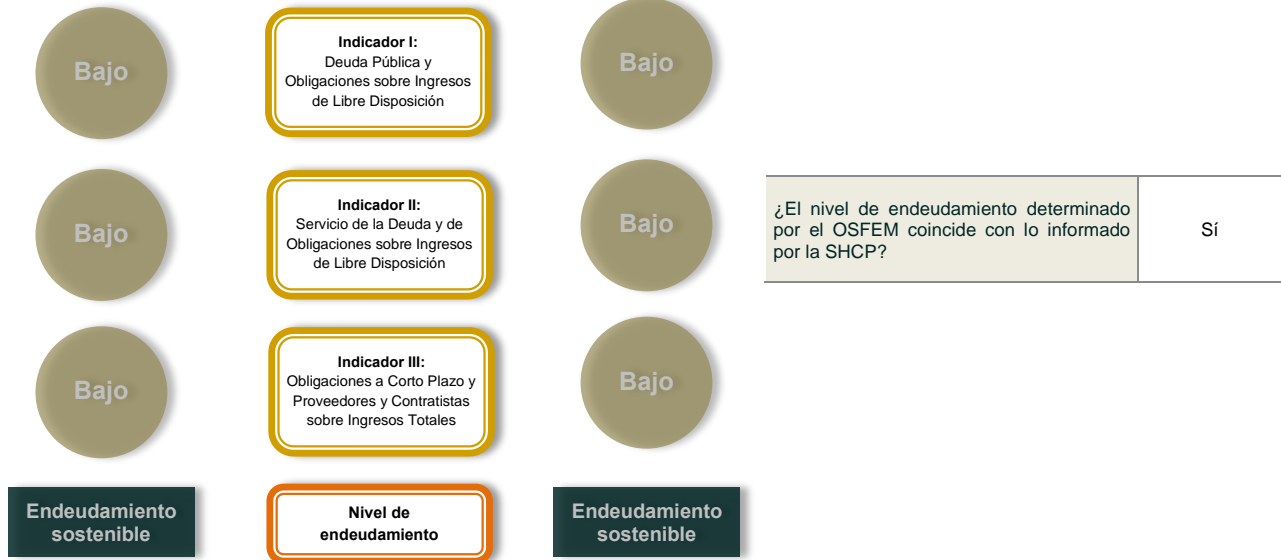 Bajo
Indicador I:
Deuda Pública y
Obligaciones sobre Ingresos
de Libre Disposición
Bajo
Bajo
Indicador II:
Servicio de la Deuda y de
Obligaciones sobre Ingresos
de Libre Disposición
Bajo
¿El nivel de endeudamiento determinado
por el OSFEM coincide con lo informado
por la SHCP?
Sí
Bajo
Indicador III:
Obligaciones a Corto Plazo y
Proveedores y Contratistas
sobre Ingresos Totales
Bajo
Endeudamiento
sostenible
Nivel de
endeudamiento
Endeudamiento
sostenible